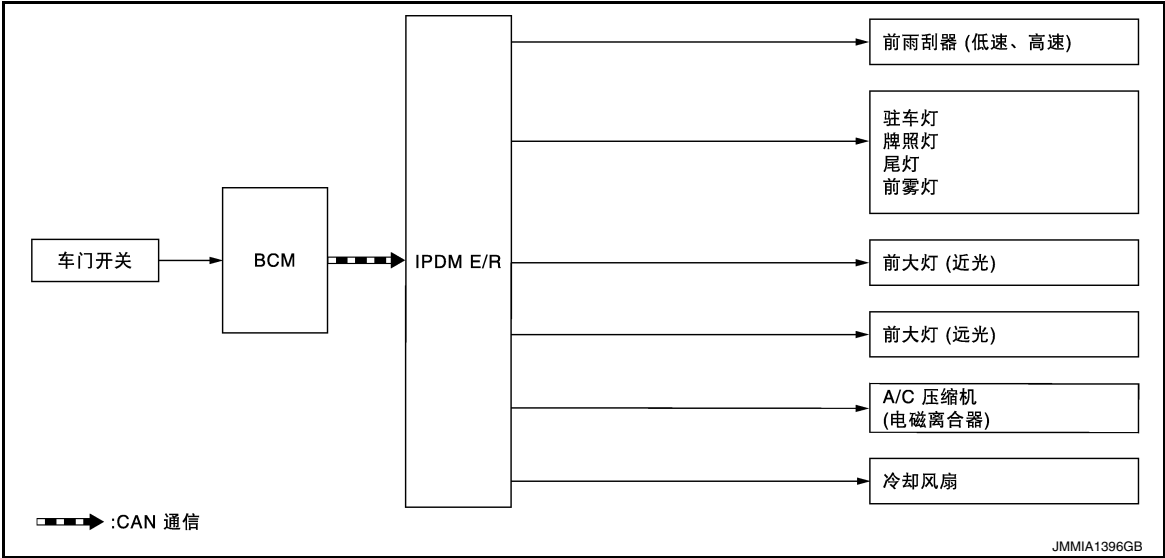 前雨刮器 (低速、高速)
驻车灯
牌照灯
尾灯
前雾灯
车门开关
BCM
IPDM E/R
前大灯 (近光)
前大灯 (远光)
A/C 压缩机
(电磁离合器)
冷却风扇
:CAN 通信
JMMIA1396GB